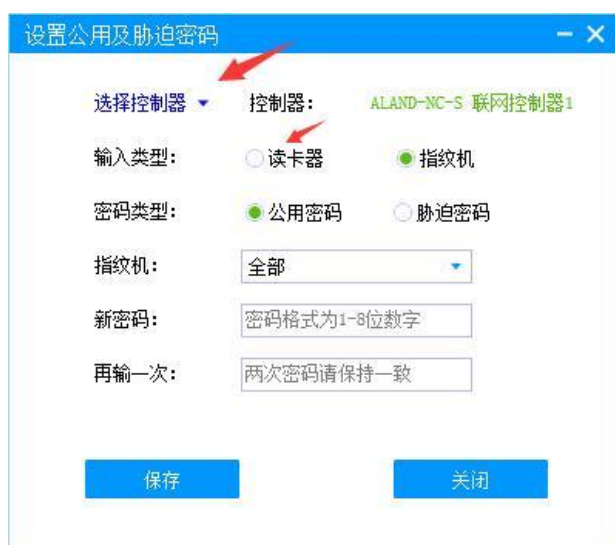 设置公用及胁迫密码
选择控制器 控制器: ALAND-NC-S 联网控制器1
输入类型: 读卡器 指纹机
密码类型: 公用密码 胁迫密码
指纹机: 全部
新密码: 密码格式为1-8位数字
再输一次: 两次密码请保持一致
保存 关闭